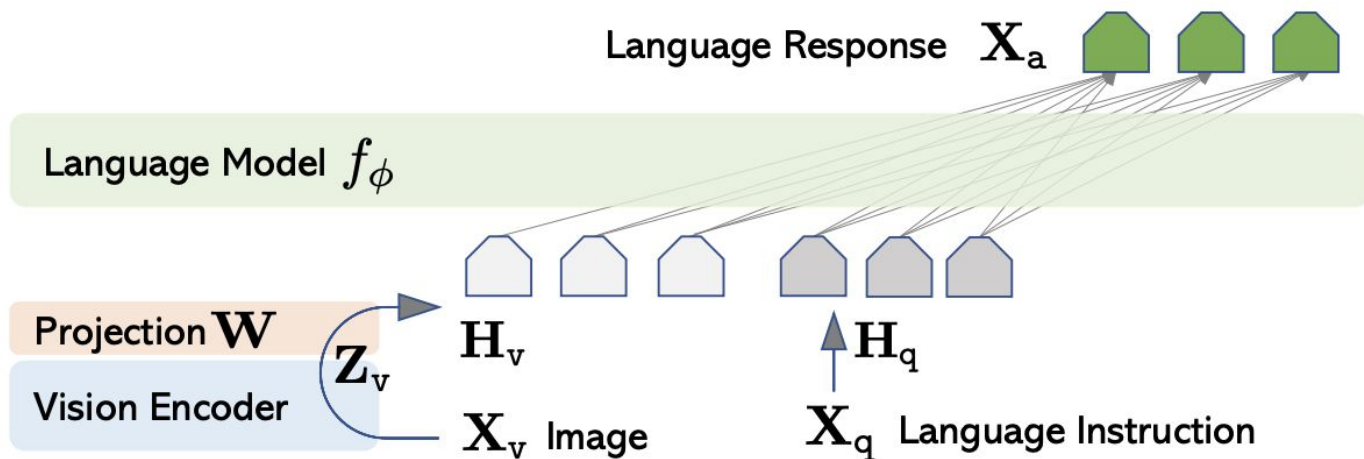 Language Response X_a
Language Model f_ϕ
Projection W
Z_v
H_v
H_q
Vision Encoder
X_v Image
X_q Language Instruction